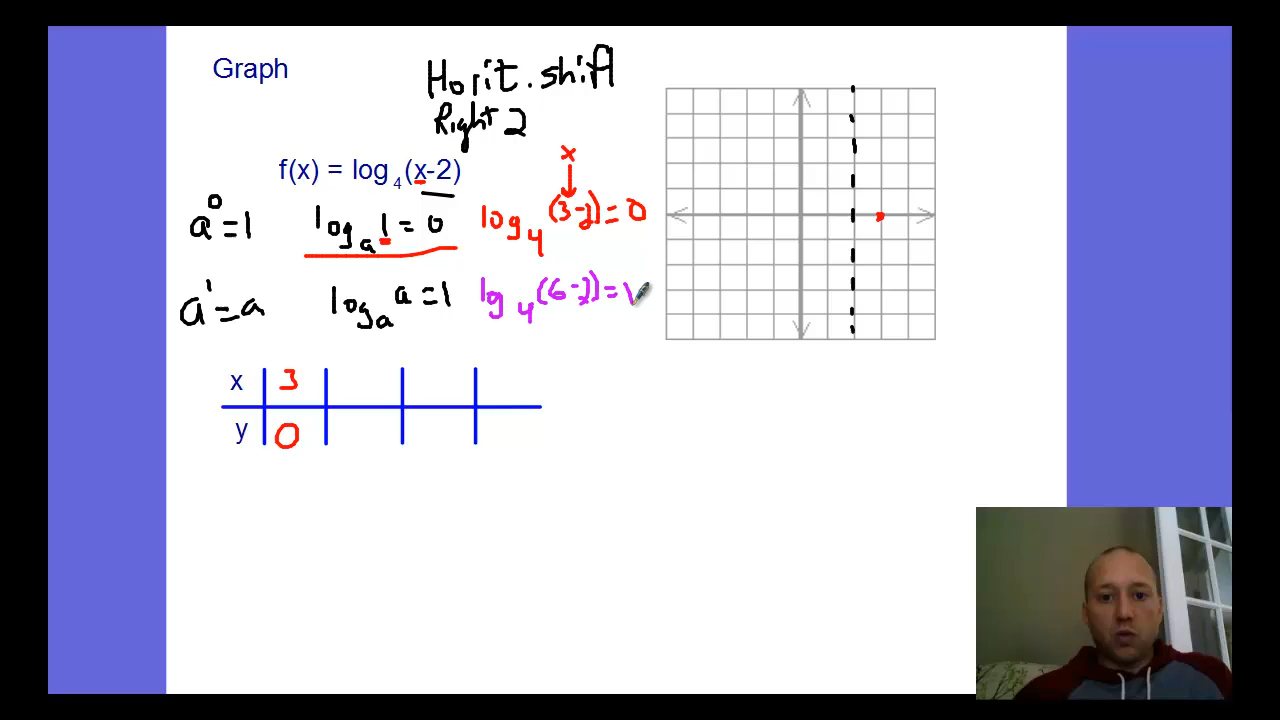 Graph
Horit. shift
Right 2
f(x) = log₄(x-2)
x
a⁰=1
logₐ1 = 0
log₄(3-2)=0
a¹=a
logₐa=1
log₄(6-2)=1
x 3
y 0